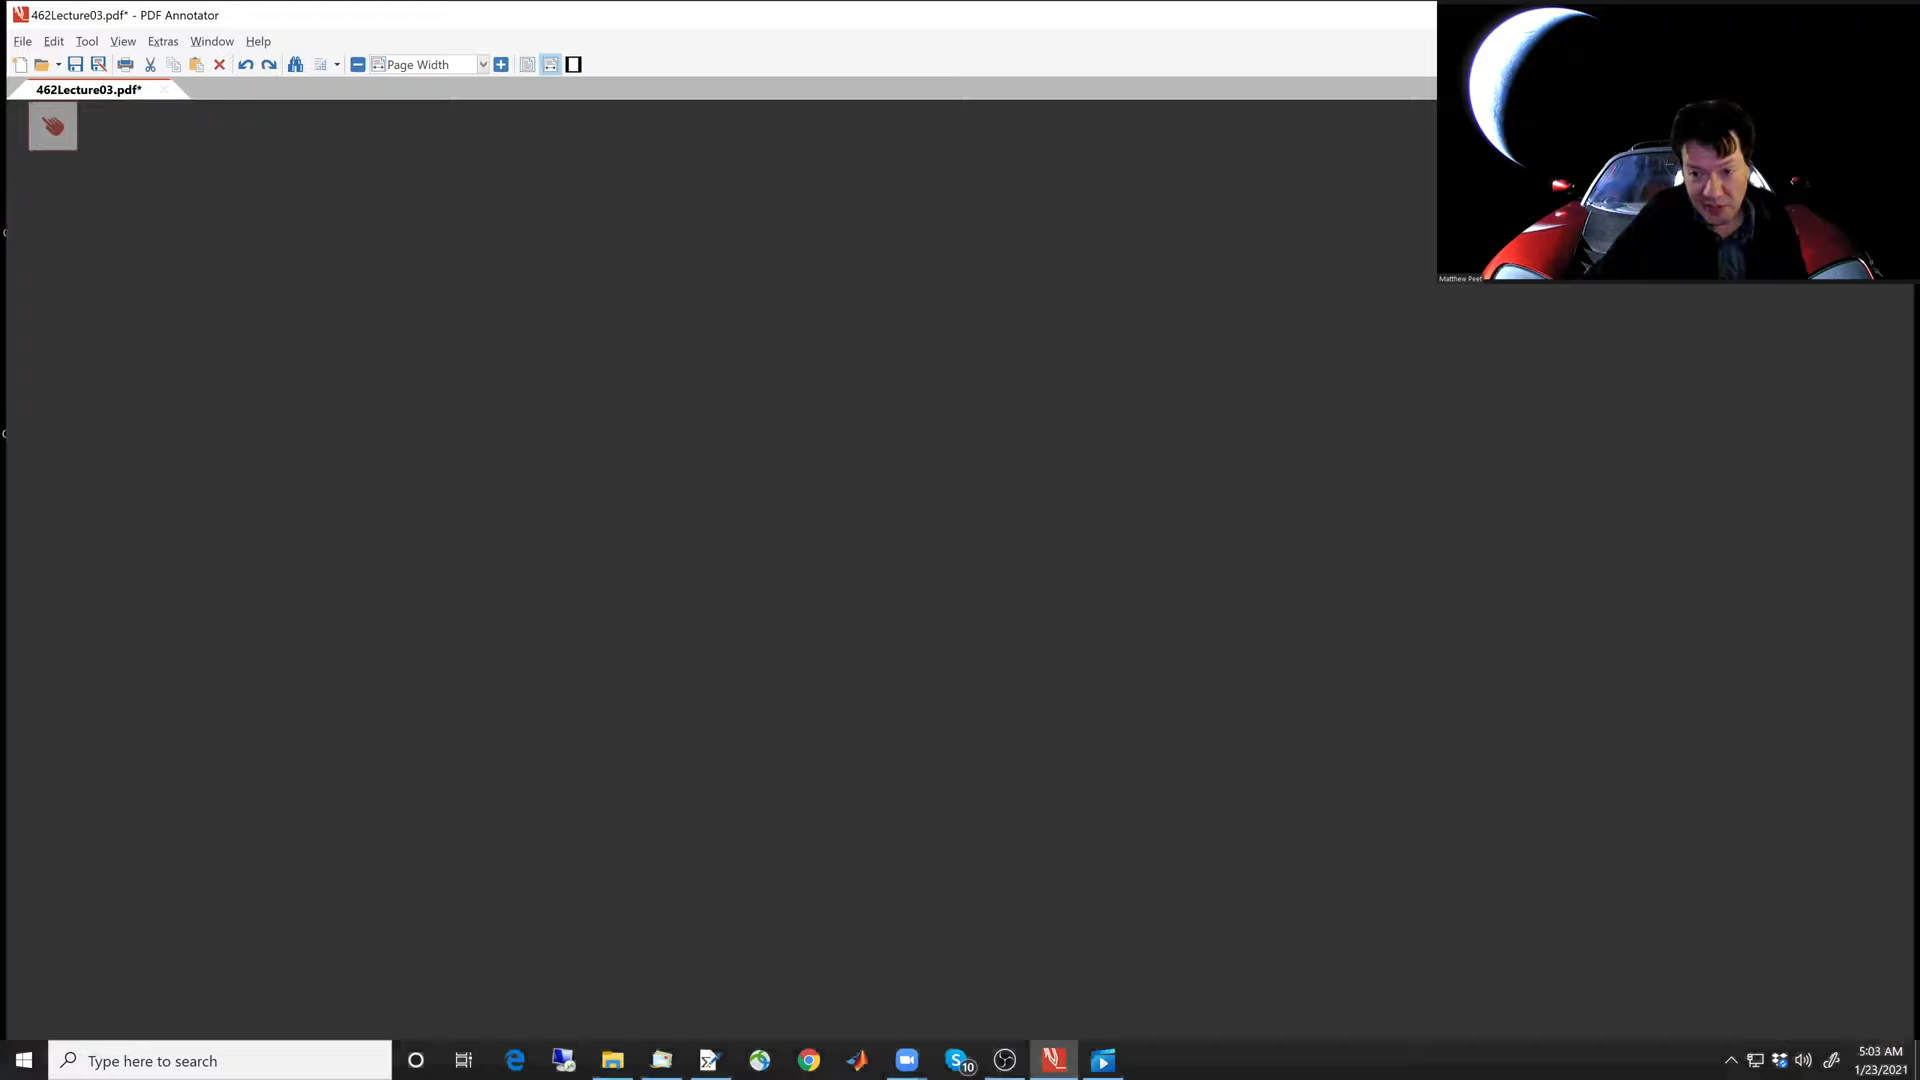 462Lecture03.pdf* - PDF Annotator
File Edit Tool View Extras Window Help
Page Width
462Lecture03.pdf*
Matthew Peet
Type here to search
10
5:03 AM
1/23/2021